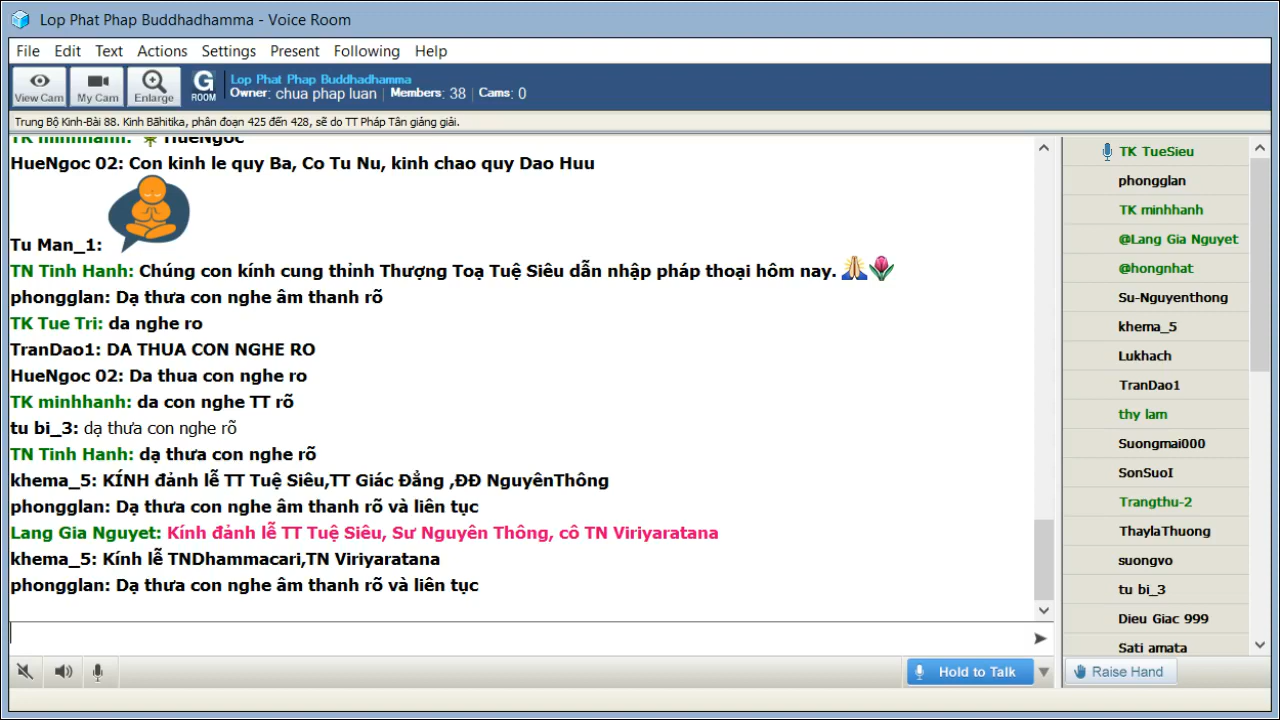 Lop Phat Phap Buddhadhamma - Voice Room
File Edit Text Actions Settings Present Following Help
View Cam My Cam Enlarge G ROOM
Lop Phat Phap Buddhadhamma
Owner: chua phap luan | Members: 38 | Cams: 0
Trung Bộ Kinh-Bài 88. Kinh Bāhitika, phân đoạn 425 đến 428, sẽ do TT Pháp Tân giảng giải.
TK minhhanh: HueNgoc
HueNgoc 02: Con kinh le quy Ba, Co Tu Nu, kinh chao quy Dao Huu
Tu Man_1:
TN Tinh Hanh: Chúng con kính cung thỉnh Thượng Toạ Tuệ Siêu dẫn nhập pháp thoại hôm nay. 🙏🌷
phongglan: Dạ thưa con nghe âm thanh rõ
TK Tue Tri: da nghe ro
TranDao1: DA THUA CON NGHE RO
HueNgoc 02: Da thua con nghe ro
TK minhhanh: da con nghe TT rõ
tu bi_3: dạ thưa con nghe rõ
TN Tinh Hanh: dạ thưa con nghe rõ
khema_5: KÍNH đảnh lễ TT Tuệ Siêu,TT Giác Đẳng ,ĐĐ NguyênThông
phongglan: Dạ thưa con nghe âm thanh rõ và liên tục
Lang Gia Nguyet: Kính đảnh lễ TT Tuệ Siêu, Sư Nguyên Thông, cô TN Viriyaratana
khema_5: Kính lễ TNDhammacari,TN Viriyaratana
phongglan: Dạ thưa con nghe âm thanh rõ và liên tục
TK TueSieu
phongglan
TK minhhanh
@Lang Gia Nguyet
@hongnhat
Su-Nguyenthong
khema_5
Lukhach
TranDao1
thy lam
Suongmai000
SonSuoI
Trangthu-2
ThaylaThuong
suongvo
tu bi_3
Dieu Giac 999
Sati amata
Hold to Talk
Raise Hand